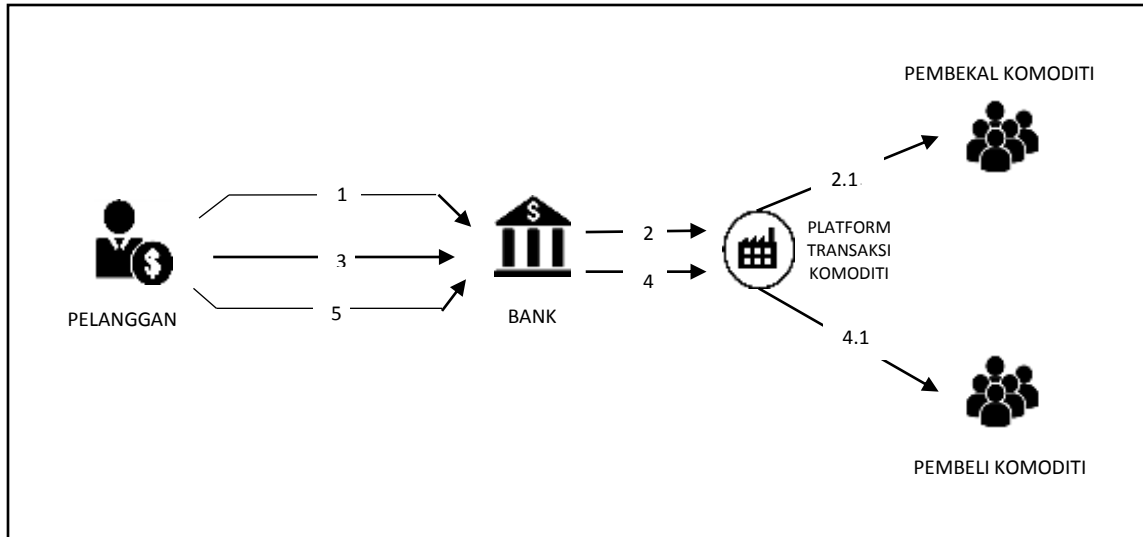 PEMBEKAL KOMODITI
2.1
1
$
2
PLATFORM
TRANSAKSI
KOMODITI
3
$
4
5
PELANGGAN
BANK
4.1
PEMBELI KOMODITI